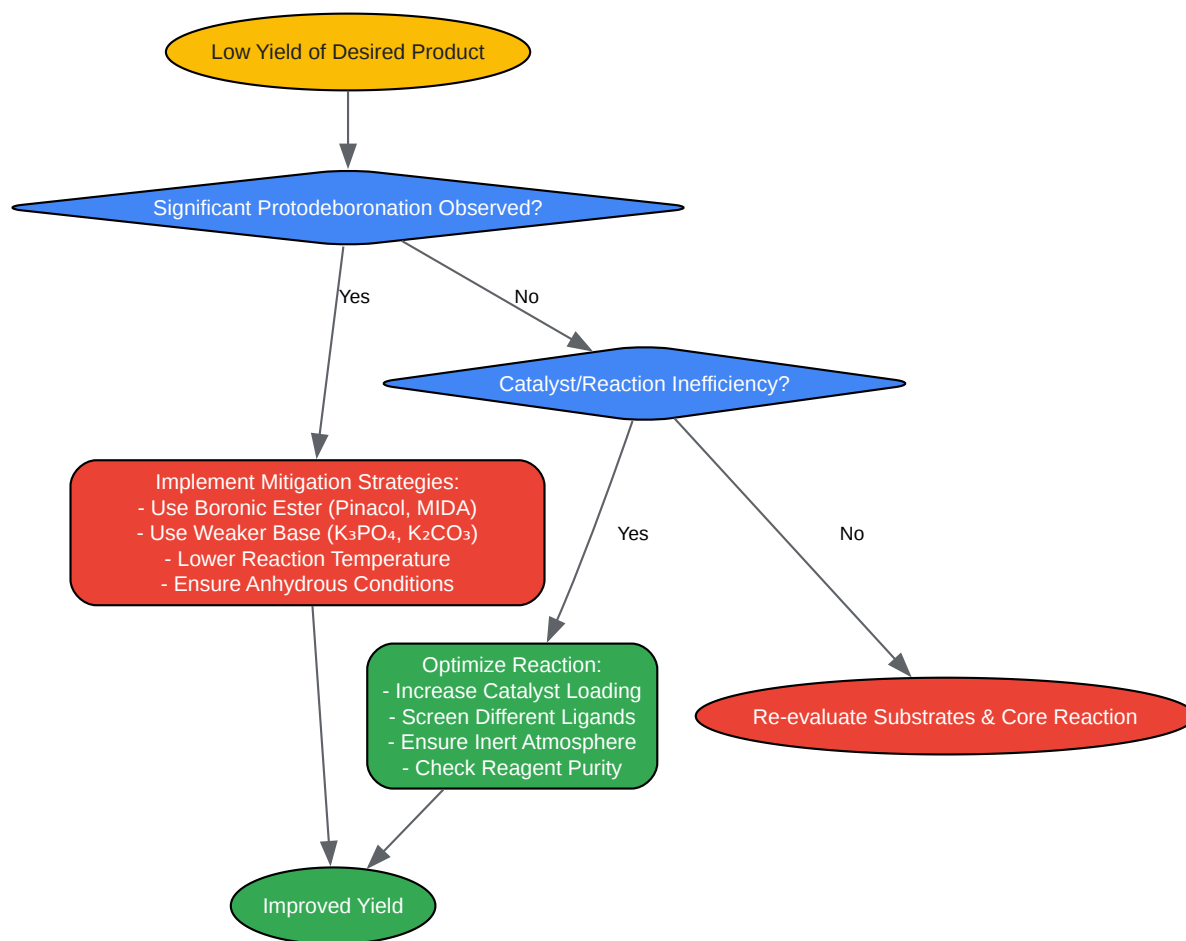 Low Yield of Desired Product
Significant Protodeboronation Observed?
Yes
No
Catalyst/Reaction Inefficiency?
Implement Mitigation Strategies:
- Use Boronic Ester (Pinacol, MIDA)
- Use Weaker Base (K₃PO₄, K₂CO₃)
- Lower Reaction Temperature
- Ensure Anhydrous Conditions
Yes
No
Optimize Reaction:
- Increase Catalyst Loading
- Screen Different Ligands
- Ensure Inert Atmosphere
- Check Reagent Purity
Re-evaluate Substrates & Core Reaction
Improved Yield